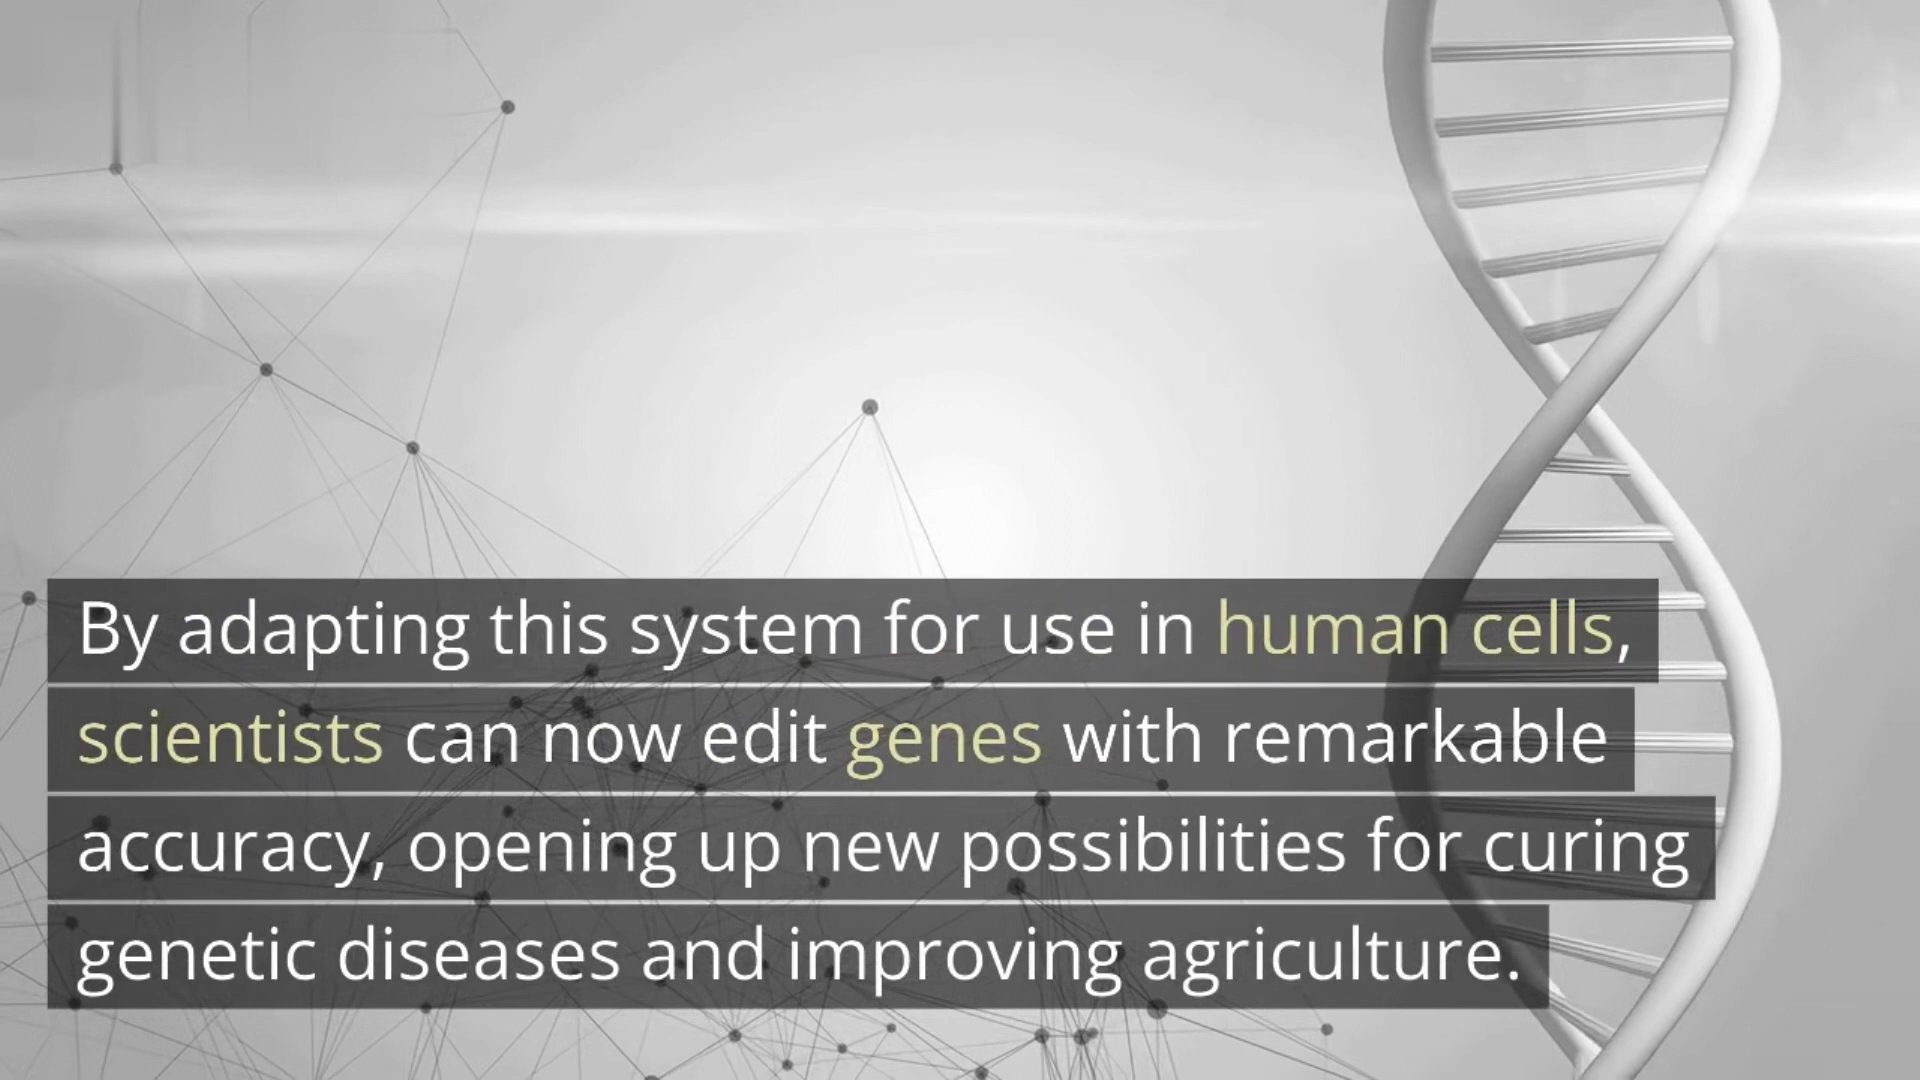 By adapting this system for use in human cells,
scientists can now edit genes with remarkable
accuracy, opening up new possibilities for curing
genetic diseases and improving agriculture.